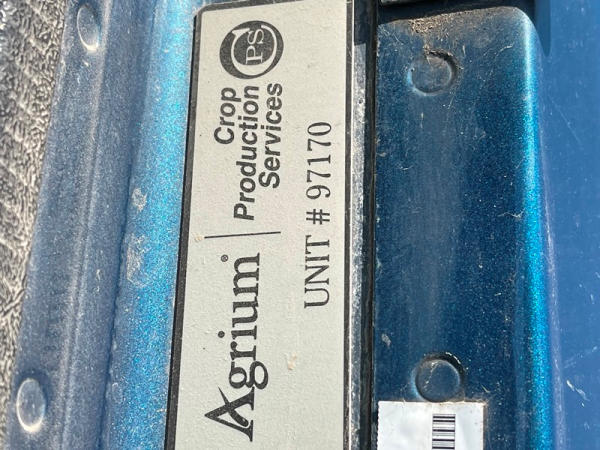 Agrium
Crop
Production
Services
CPS
UNIT # 97170